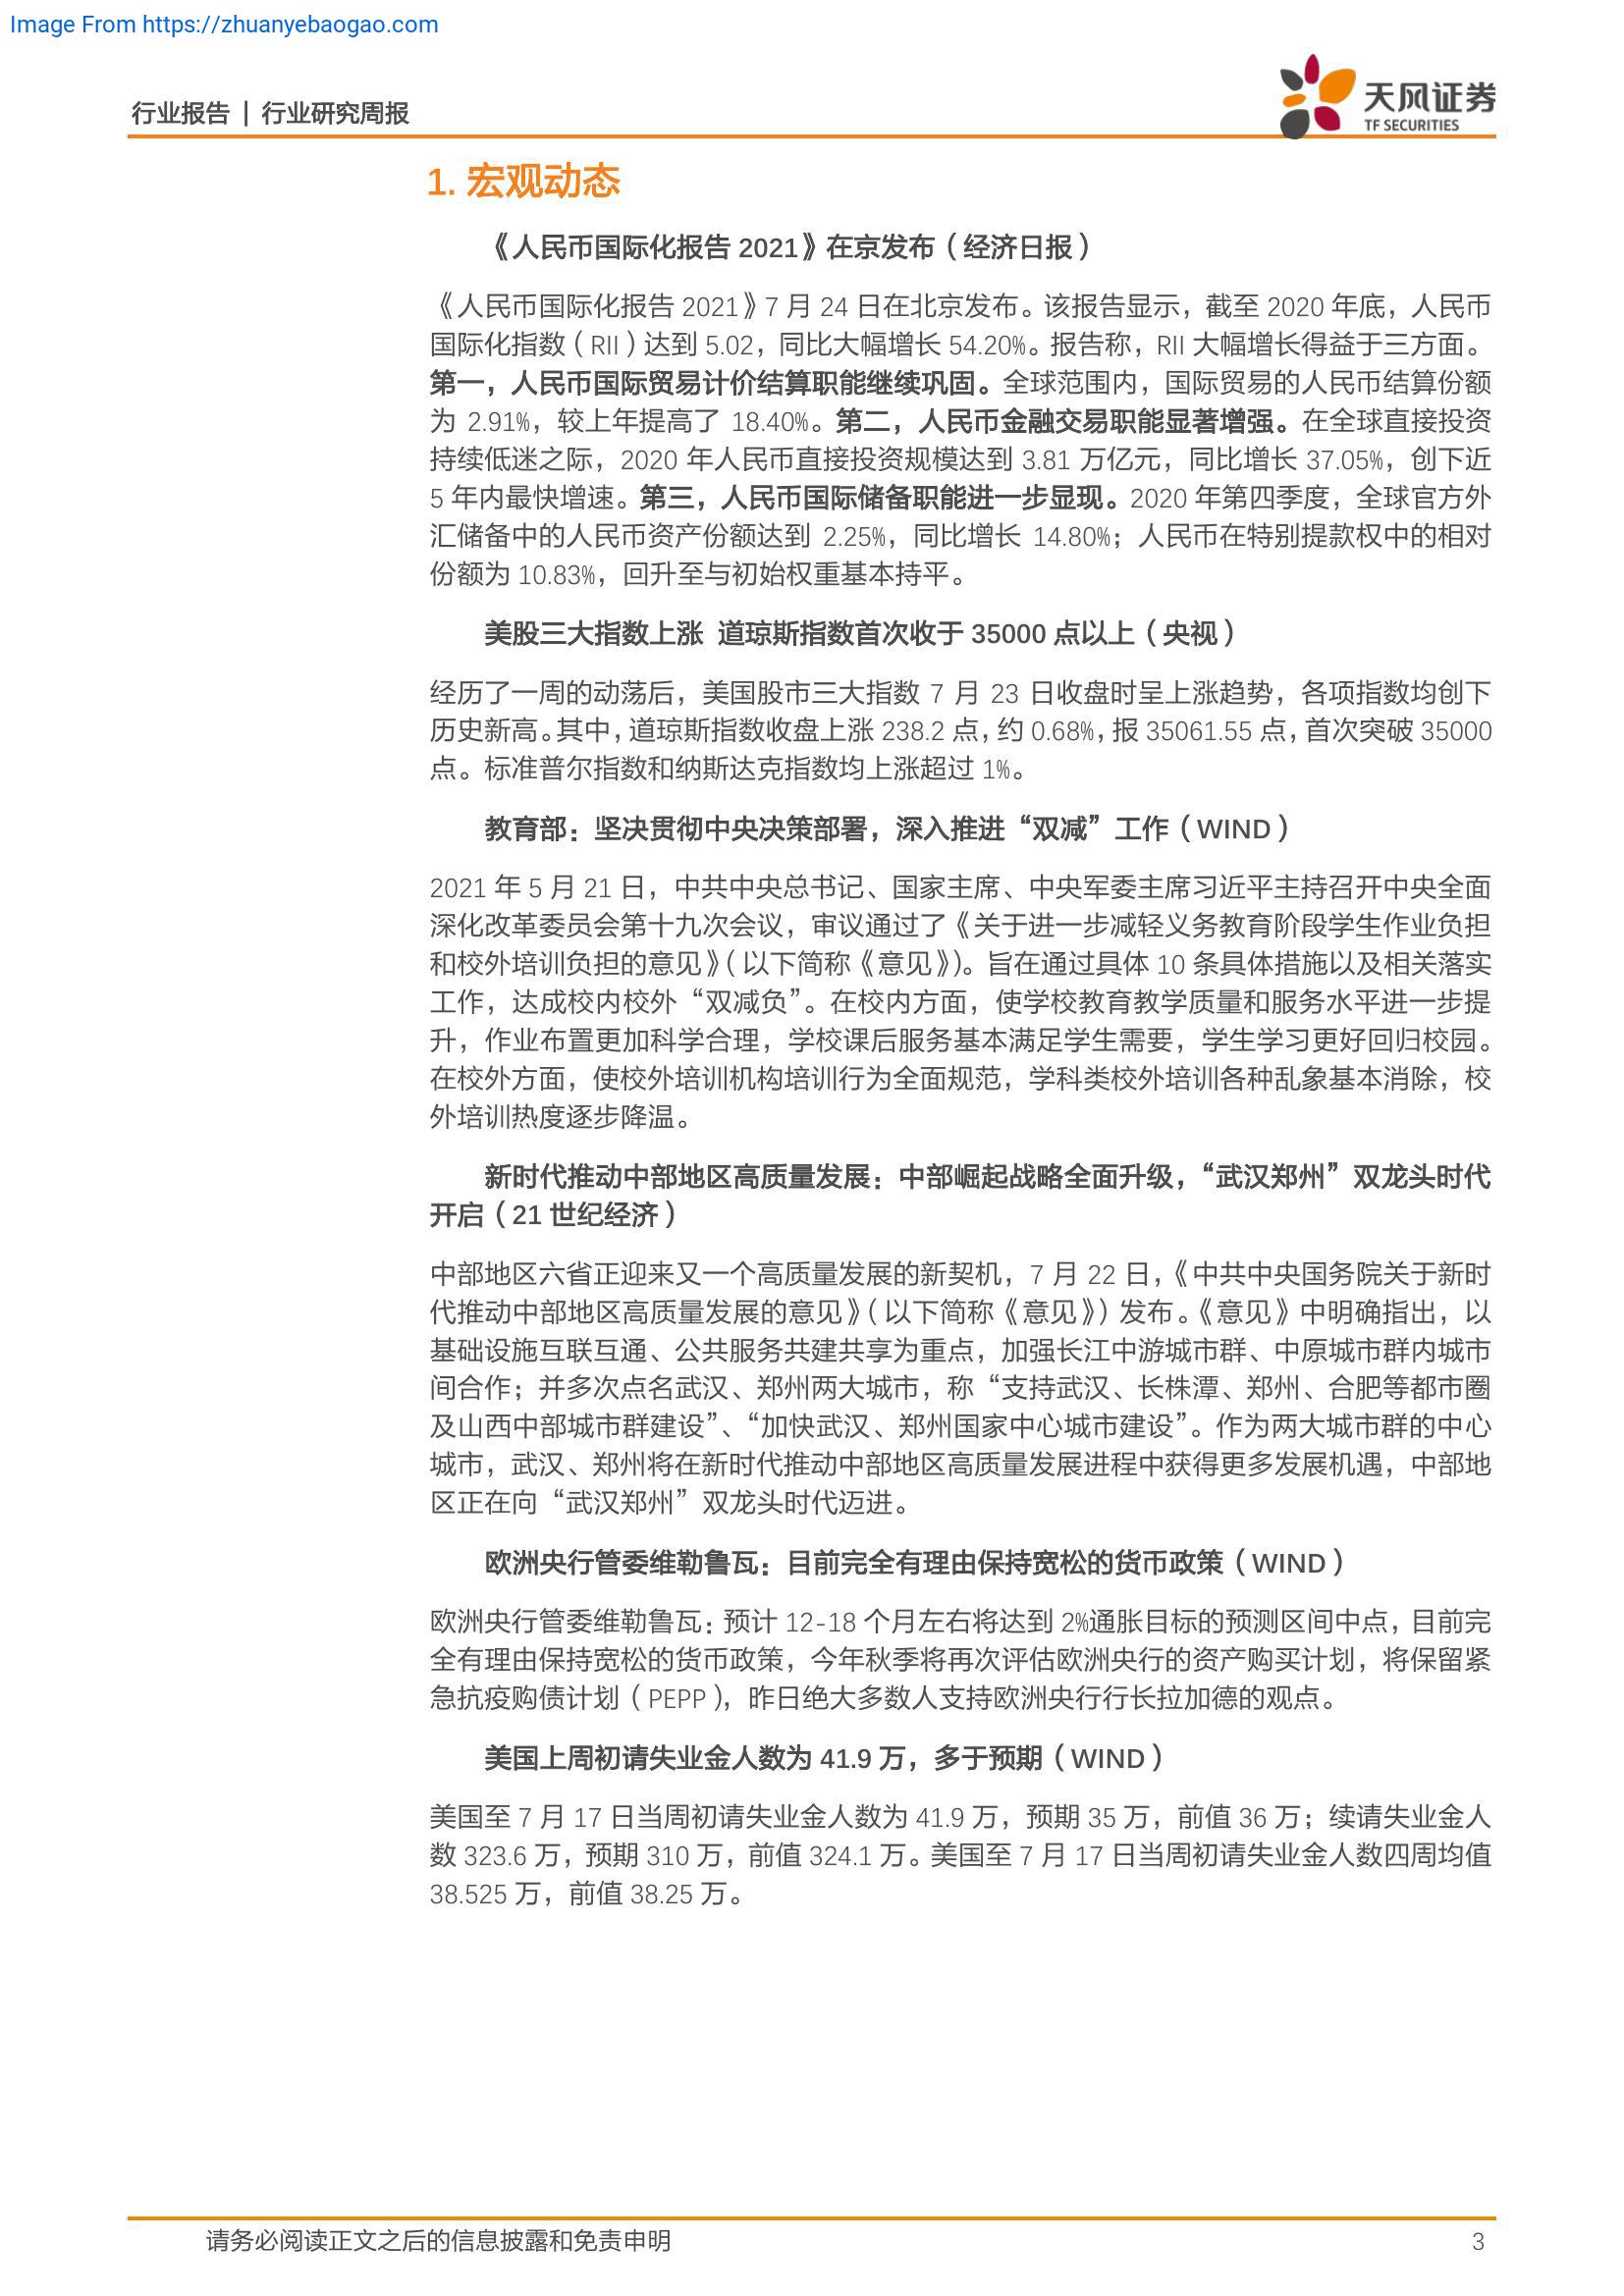 Image From https://zhuanyebaogao.com
行业报告 | 行业研究周报
天风证券
TF SECURITIES
1. 宏观动态
《人民币国际化报告 2021》在京发布（经济日报）
《人民币国际化报告 2021》7 月 24 日在北京发布。该报告显示，截至 2020 年底，人民币
国际化指数（RII）达到 5.02，同比大幅增长 54.20%。报告称，RII 大幅增长得益于三方面。
第一，人民币国际贸易计价结算职能继续巩固。全球范围内，国际贸易的人民币结算份额
为 2.91%，较上年提高了 18.40%。第二，人民币金融交易职能显著增强。在全球直接投资
持续低迷之际，2020 年人民币直接投资规模达到 3.81 万亿元，同比增长 37.05%，创下近
5 年内最快增速。第三，人民币国际储备职能进一步显现。2020 年第四季度，全球官方外
汇储备中的人民币资产份额达到 2.25%，同比增长 14.80%；人民币在特别提款权中的相对
份额为 10.83%，回升至与初始权重基本持平。
美股三大指数上涨 道琼斯指数首次收于 35000 点以上（央视）
经历了一周的动荡后，美国股市三大指数 7 月 23 日收盘时呈上涨趋势，各项指数均创下
历史新高。其中，道琼斯指数收盘上涨 238.2 点，约 0.68%，报 35061.55 点，首次突破 35000
点。标准普尔指数和纳斯达克指数均上涨超过 1%。
教育部：坚决贯彻中央决策部署，深入推进“双减”工作（WIND）
2021 年 5 月 21 日，中共中央总书记、国家主席、中央军委主席习近平主持召开中央全面
深化改革委员会第十九次会议，审议通过了《关于进一步减轻义务教育阶段学生作业负担
和校外培训负担的意见》（以下简称《意见》）。旨在通过具体 10 条具体措施以及相关落实
工作，达成校内校外“双减负”。在校内方面，使学校教育教学质量和服务水平进一步提
升，作业布置更加科学合理，学校课后服务基本满足学生需要，学生学习更好回归校园。
在校外方面，使校外培训机构培训行为全面规范，学科类校外培训各种乱象基本消除，校
外培训热度逐步降温。
新时代推动中部地区高质量发展：中部崛起战略全面升级，“武汉郑州”双龙头时代
开启（21 世纪经济）
中部地区六省正迎来又一个高质量发展的新契机，7 月 22 日，《中共中央国务院关于新时
代推动中部地区高质量发展的意见》（以下简称《意见》）发布。《意见》中明确指出，以
基础设施互联互通、公共服务共建共享为重点，加强长江中游城市群、中原城市群内城市
间合作；并多次点名武汉、郑州两大城市，称“支持武汉、长株潭、郑州、合肥等都市圈
及山西中部城市群建设”、“加快武汉、郑州国家中心城市建设”。作为两大城市群的中心
城市，武汉、郑州将在新时代推动中部地区高质量发展进程中获得更多发展机遇，中部地
区正在向“武汉郑州”双龙头时代迈进。
欧洲央行管委维勒鲁瓦：目前完全有理由保持宽松的货币政策（WIND）
欧洲央行管委维勒鲁瓦：预计 12-18 个月左右将达到 2%通胀目标的预测区间中点，目前完
全有理由保持宽松的货币政策，今年秋季将再次评估欧洲央行的资产购买计划，将保留紧
急抗疫购债计划（PEPP），昨日绝大多数人支持欧洲央行行长拉加德的观点。
美国上周初请失业金人数为 41.9 万，多于预期（WIND）
美国至 7 月 17 日当周初请失业金人数为 41.9 万，预期 35 万，前值 36 万；续请失业金人
数 323.6 万，预期 310 万，前值 324.1 万。美国至 7 月 17 日当周初请失业金人数四周均值
38.525 万，前值 38.25 万。
请务必阅读正文之后的信息披露和免责申明
3